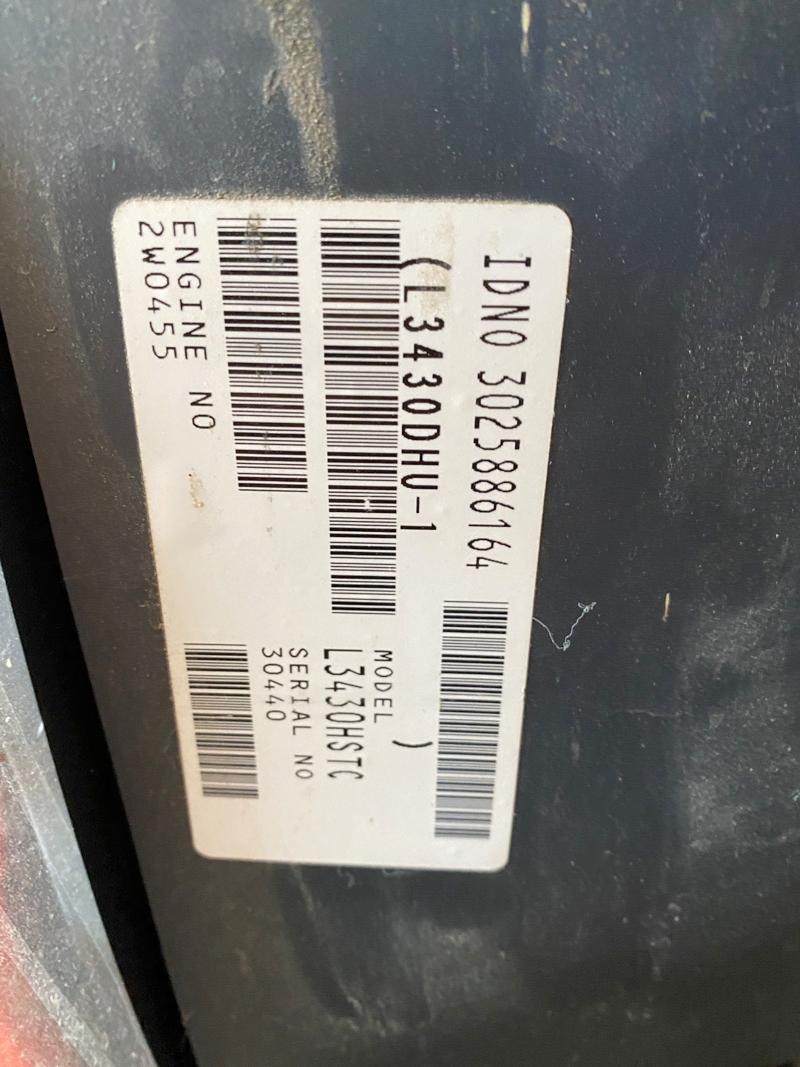 IDNO 3025886164
(L3430DHU-1 )
MODEL
L3430HSTC
SERIAL NO
30440
ENGINE NO
2W0455